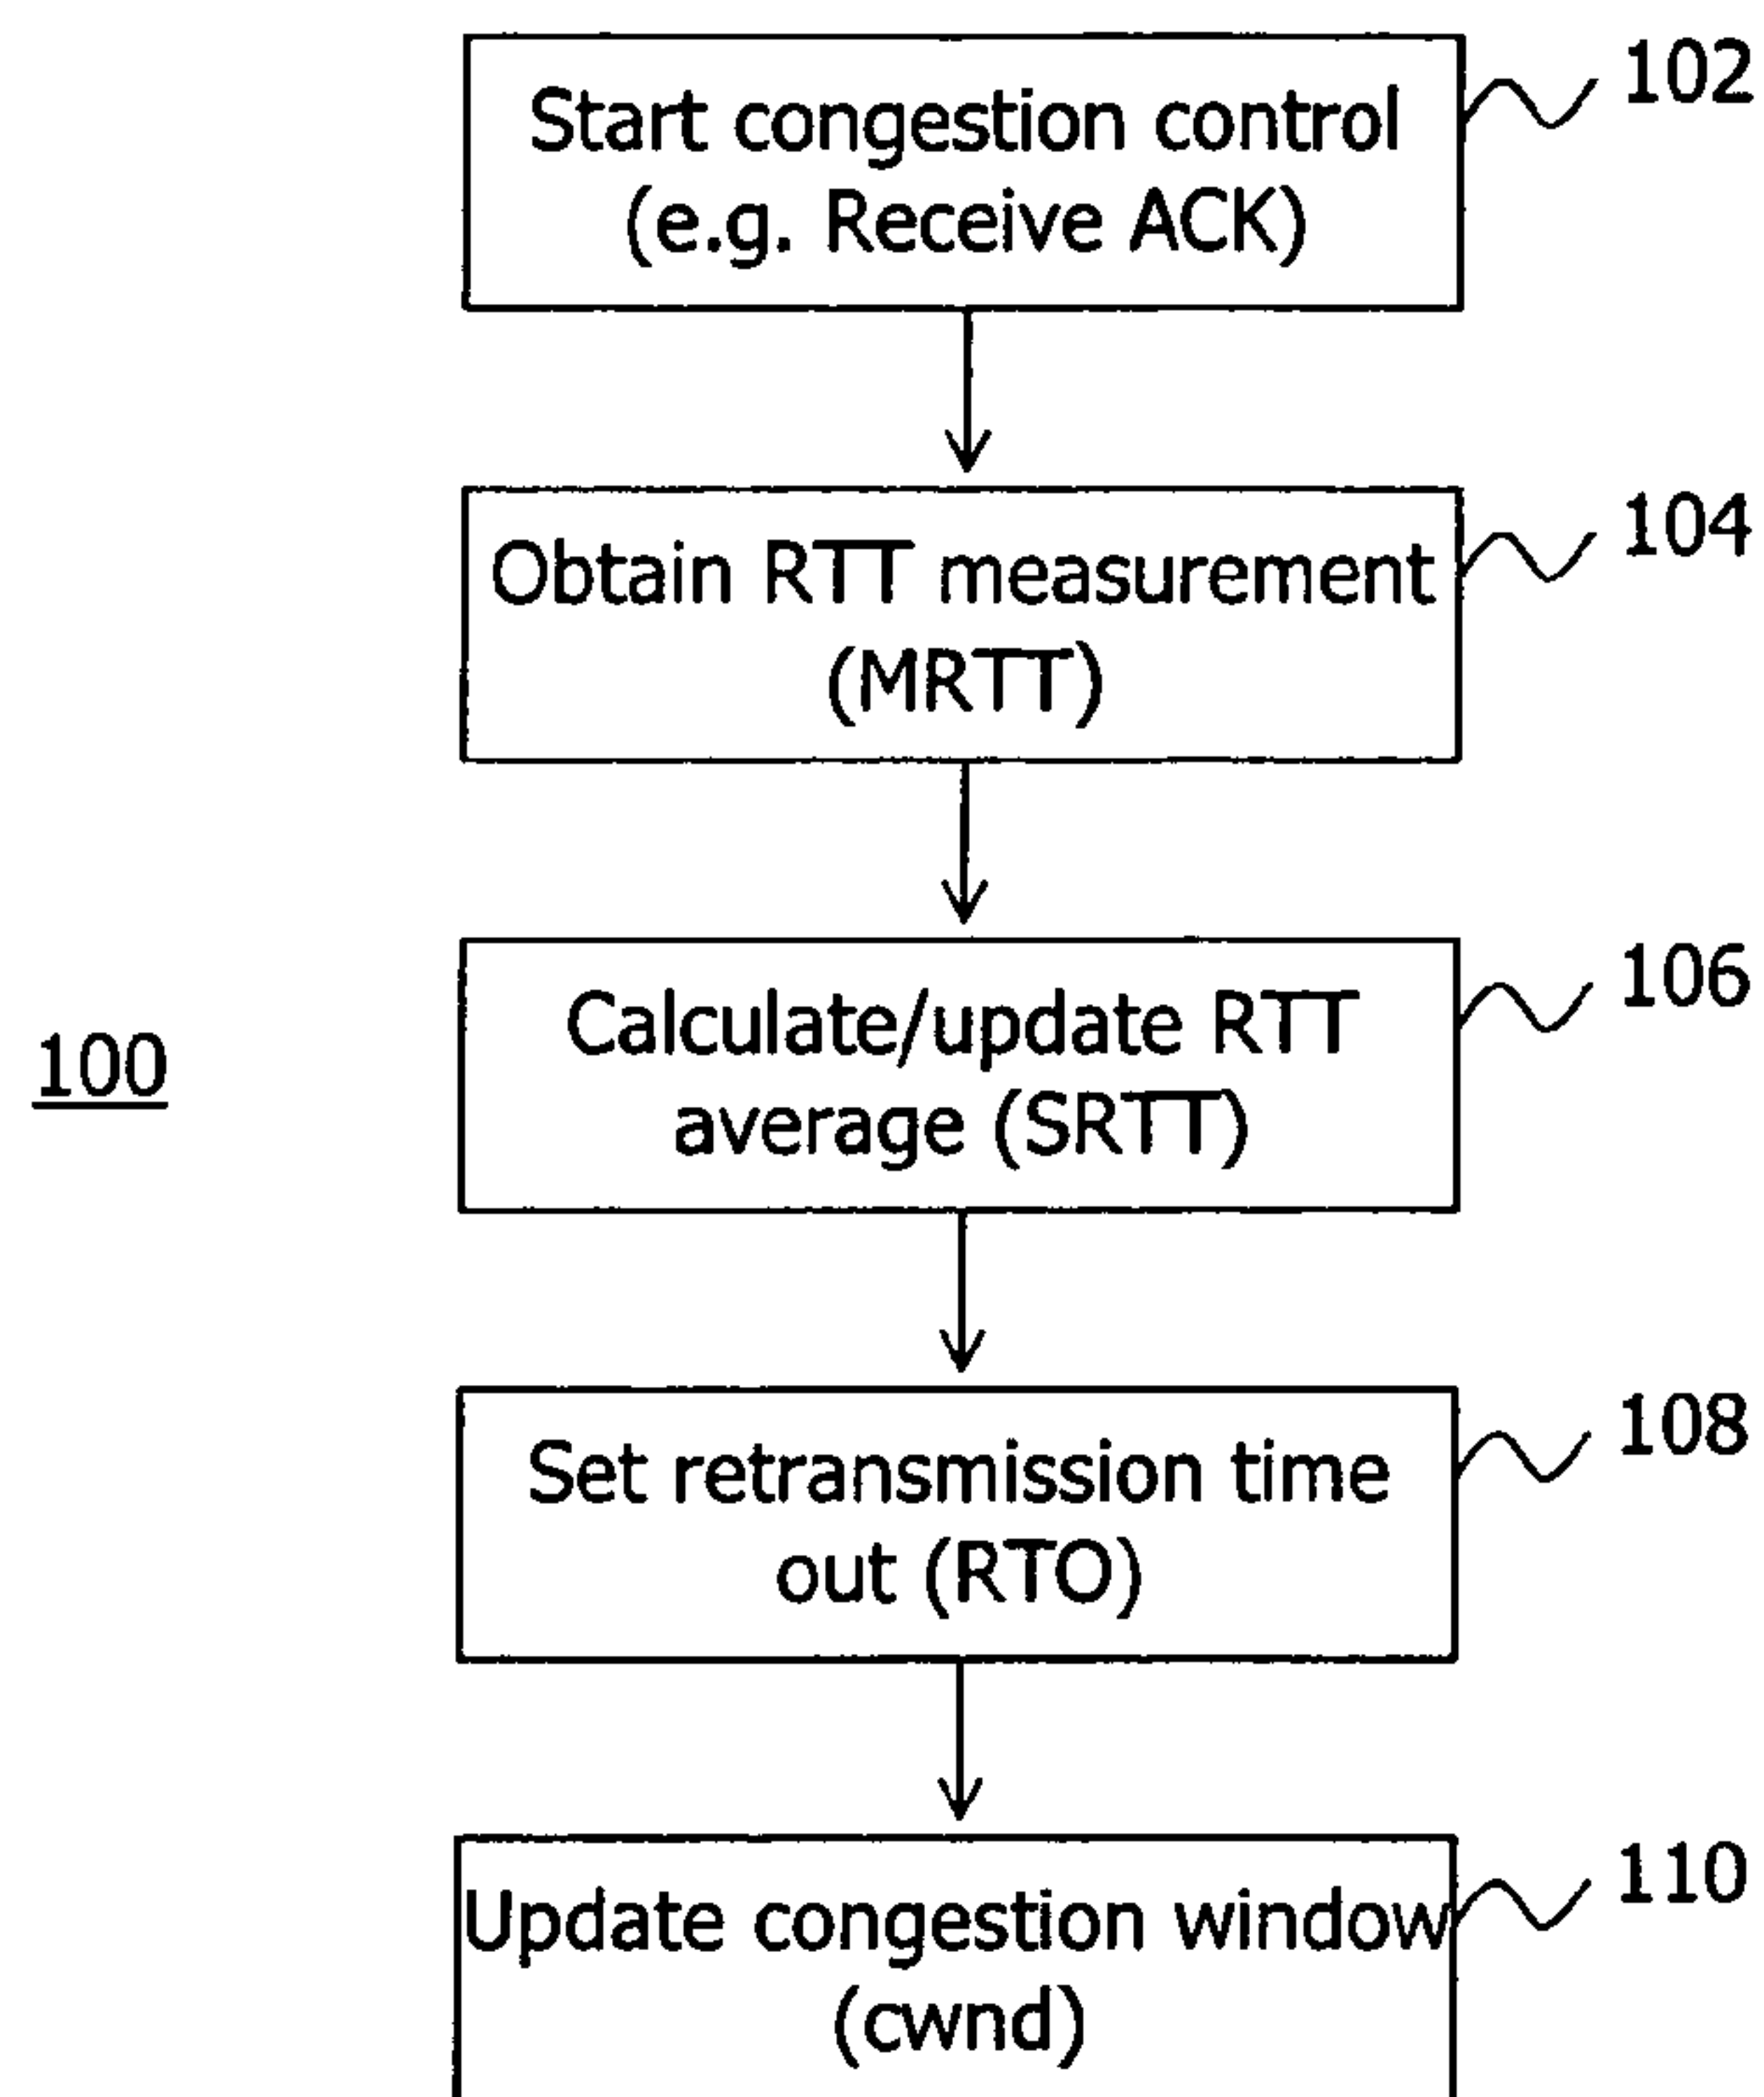 Start congestion control
(e.g. Receive ACK)
102
Obtain RTT measurement
(MRTT)
104
Calculate/update RTT
average (SRTT)
106
100
Set retransmission time
out (RTO)
108
Update congestion window
(cwnd)
110